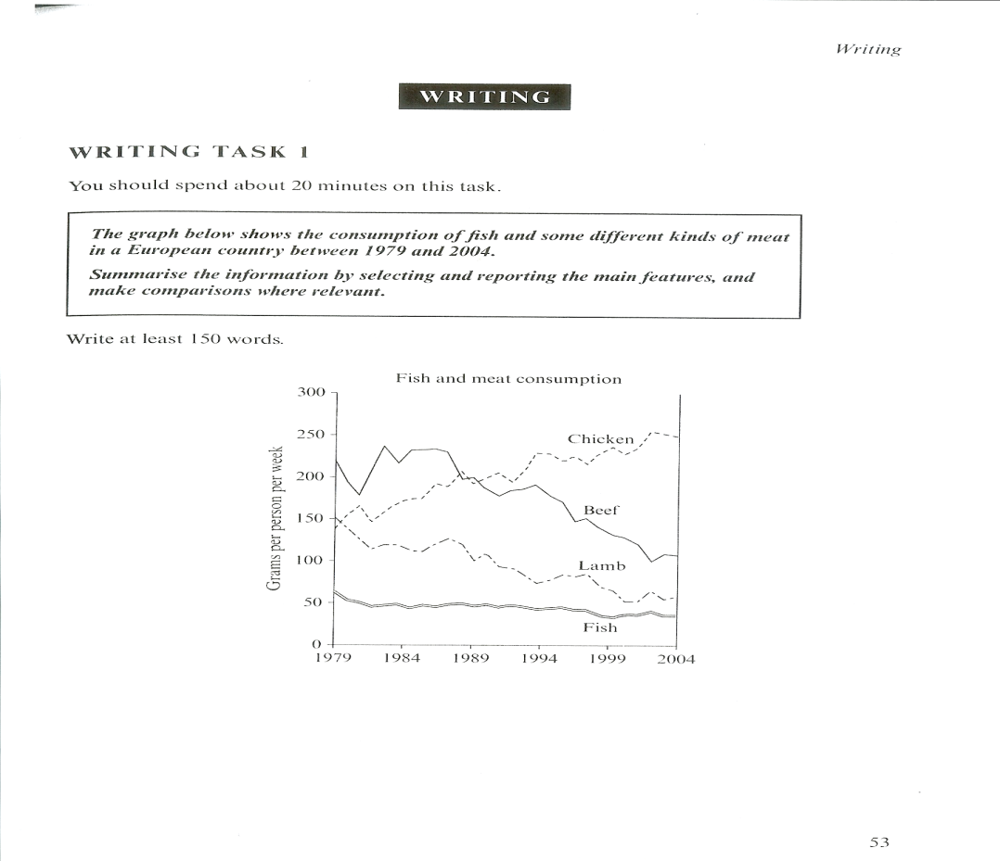 Writing
WRITING
WRITING TASK 1
You should spend about 20 minutes on this task.
The graph below shows the consumption of fish and some different kinds of meat
in a European country between 1979 and 2004.
Summarise the information by selecting and reporting the main features, and
make comparisons where relevant.
Write at least 150 words.
Fish and meat consumption
300
250
200
150
100
50
0
Grams per person per week
Chicken
Beef
Lamb
Fish
1979 1984 1989 1994 1999 2004
53